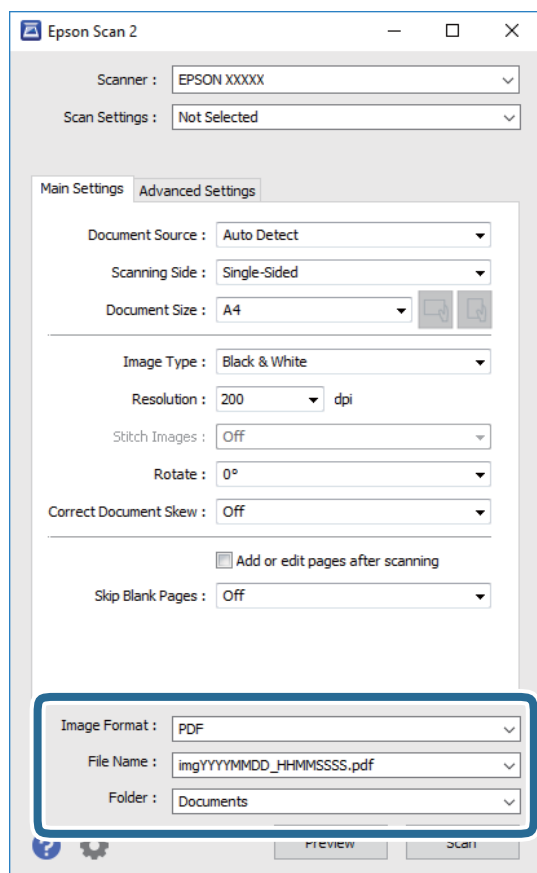 Epson Scan 2
Scanner : EPSON XXXXX
Scan Settings : Not Selected
Main Settings Advanced Settings
Document Source : Auto Detect
Scanning Side : Single-Sided
Document Size : A4
Image Type : Black & White
Resolution : 200 dpi
Stitch Images : Off
Rotate : 0°
Correct Document Skew : Off
Add or edit pages after scanning
Skip Blank Pages : Off
Image Format : PDF
File Name : imgYYYYMMDD_HHMMSSSS.pdf
Folder : Documents
? Preview Scan